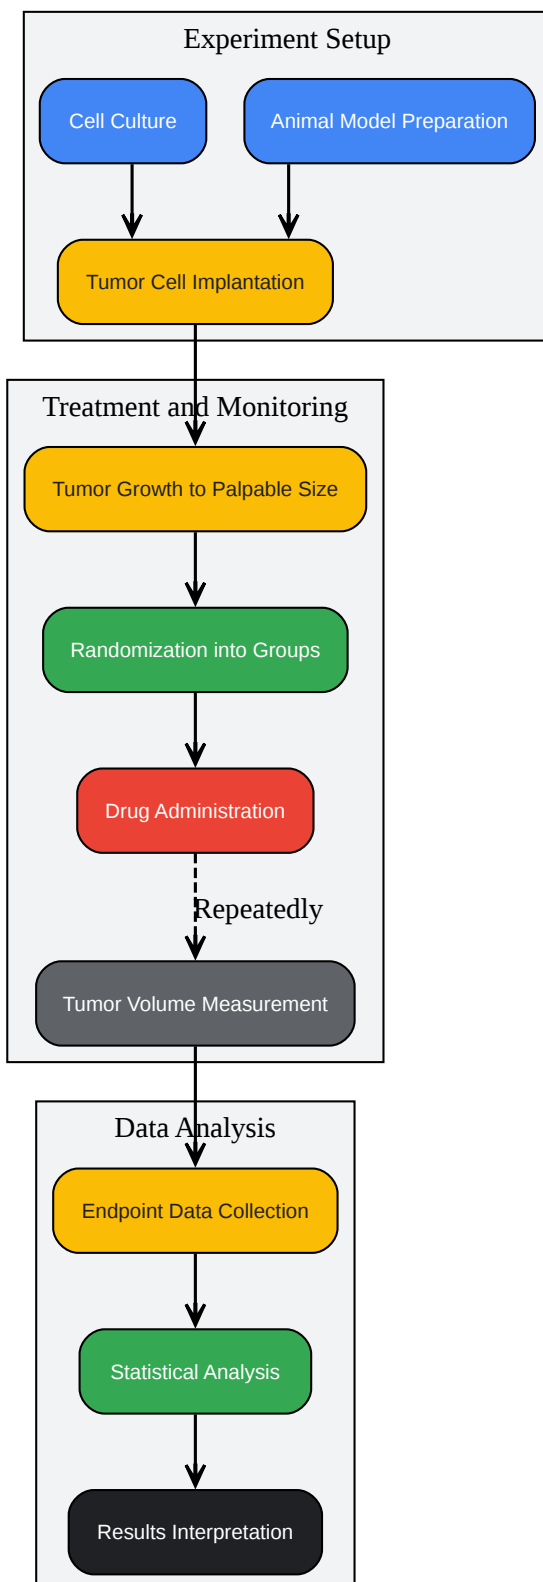 Experiment Setup
Cell Culture
Animal Model Preparation
Tumor Cell Implantation
Treatment and Monitoring
Tumor Growth to Palpable Size
Randomization into Groups
Drug Administration
Repeatedly
Tumor Volume Measurement
Data Analysis
Endpoint Data Collection
Statistical Analysis
Results Interpretation